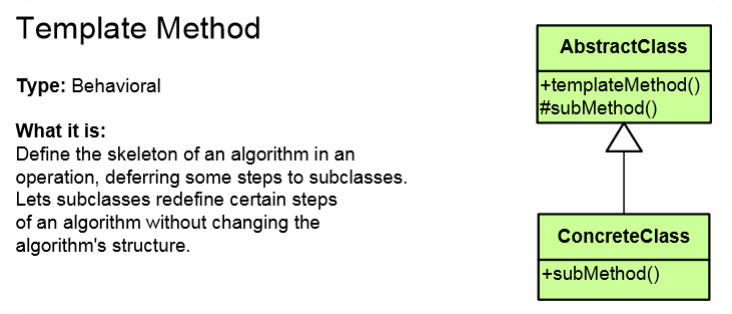 Template Method
Type: Behavioral
What it is:
Define the skeleton of an algorithm in an
operation, deferring some steps to subclasses.
Lets subclasses redefine certain steps
of an algorithm without changing the
algorithm's structure.
AbstractClass
+templateMethod()
#subMethod()
ConcreteClass
+subMethod()